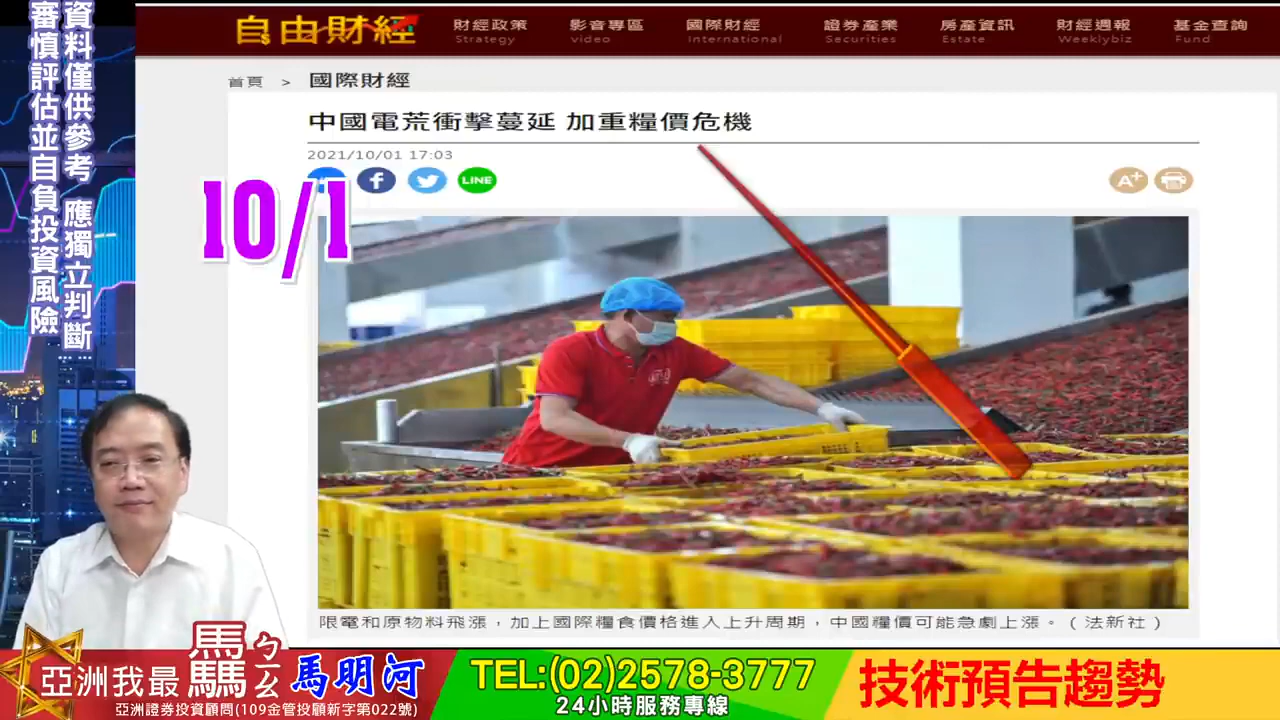 資料僅供參考 應獨立判斷
審慎評估並自負投資風險
自由財經
財經政策 影音專區 國際財經 證券產業 房產資訊 財經週報 基金查詢
Strategy video International Securities Estate Weeklybiz Fund
首頁 > 國際財經
中國電荒衝擊蔓延 加重糧價危機
2021/10/01 17:03
LINE
A+
10/1
限電和原物料飛漲，加上國際糧食價格進入上升周期，中國糧價可能急劇上漲。（法新社）
亞洲我最 馬驫 ㄅㄧㄠ 馬明河
亞洲證券投資顧問(109金管投顧新字第022號)
TEL:(02)2578-3777
24小時服務專線
技術預告趨勢